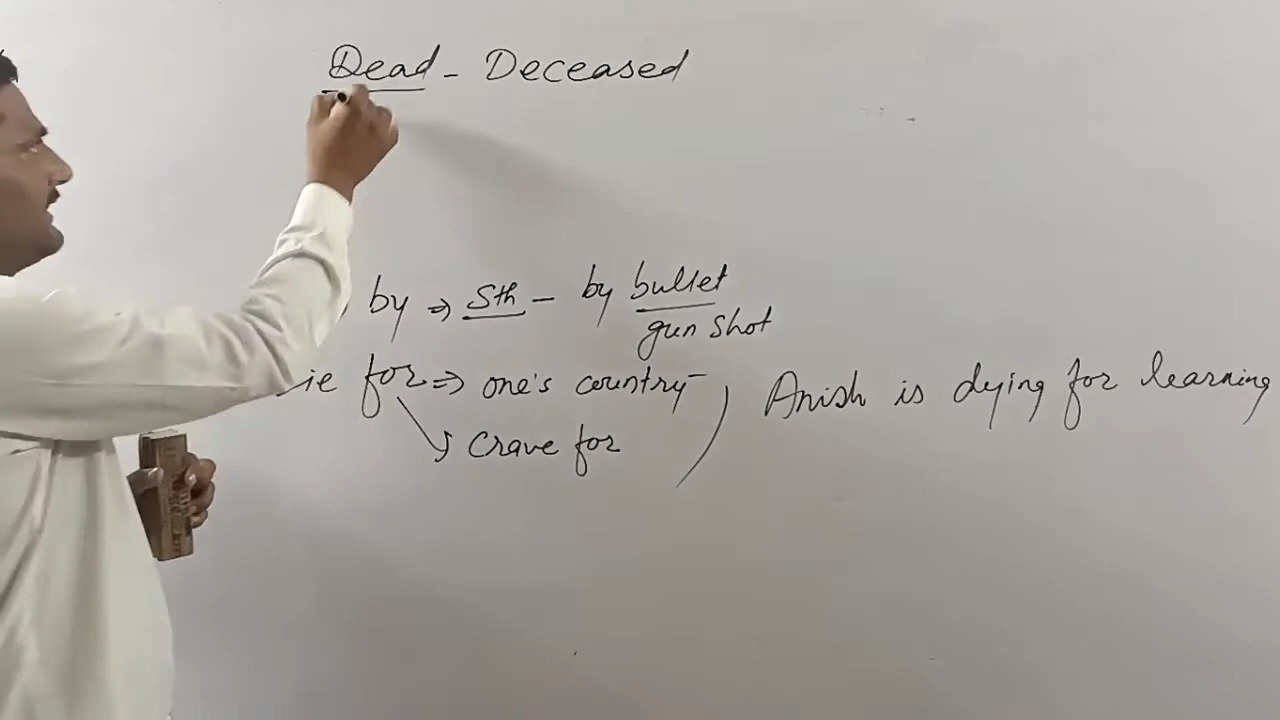 Dead - Deceased
by ⇒ Sth - by bullet
gun shot
ie for ⇒ one's country
Anish is dying for learning
↘ Crave for